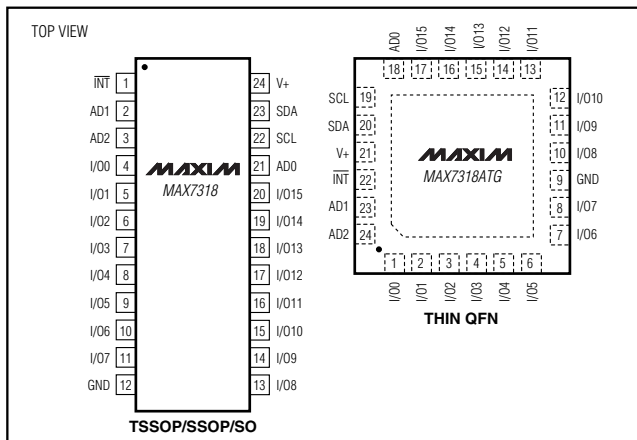 TOP VIEW
INT 1
AD1 2
AD2 3
I/O0 4
I/O1 5
I/O2 6
I/O3 7
I/O4 8
I/O5 9
I/O6 10
I/O7 11
GND 12
MAXIM
MAX7318
24 V+
23 SDA
22 SCL
21 AD0
20 I/O15
19 I/O14
18 I/O13
17 I/O12
16 I/O11
15 I/O10
14 I/O9
13 I/O8
TSSOP/SSOP/SO
AD0 I/O15 I/O14 I/O13 I/O12 I/O11
18 17 16 15 14 13
SCL 19
SDA 20
V+ 21
INT 22
AD1 23
AD2 24
MAXIM
MAX7318ATG
12 I/O10
11 I/O9
10 I/O8
9 GND
8 I/O7
7 I/O6
1 2 3 4 5 6
I/O0 I/O1 I/O2 I/O3 I/O4 I/O5
THIN QFN